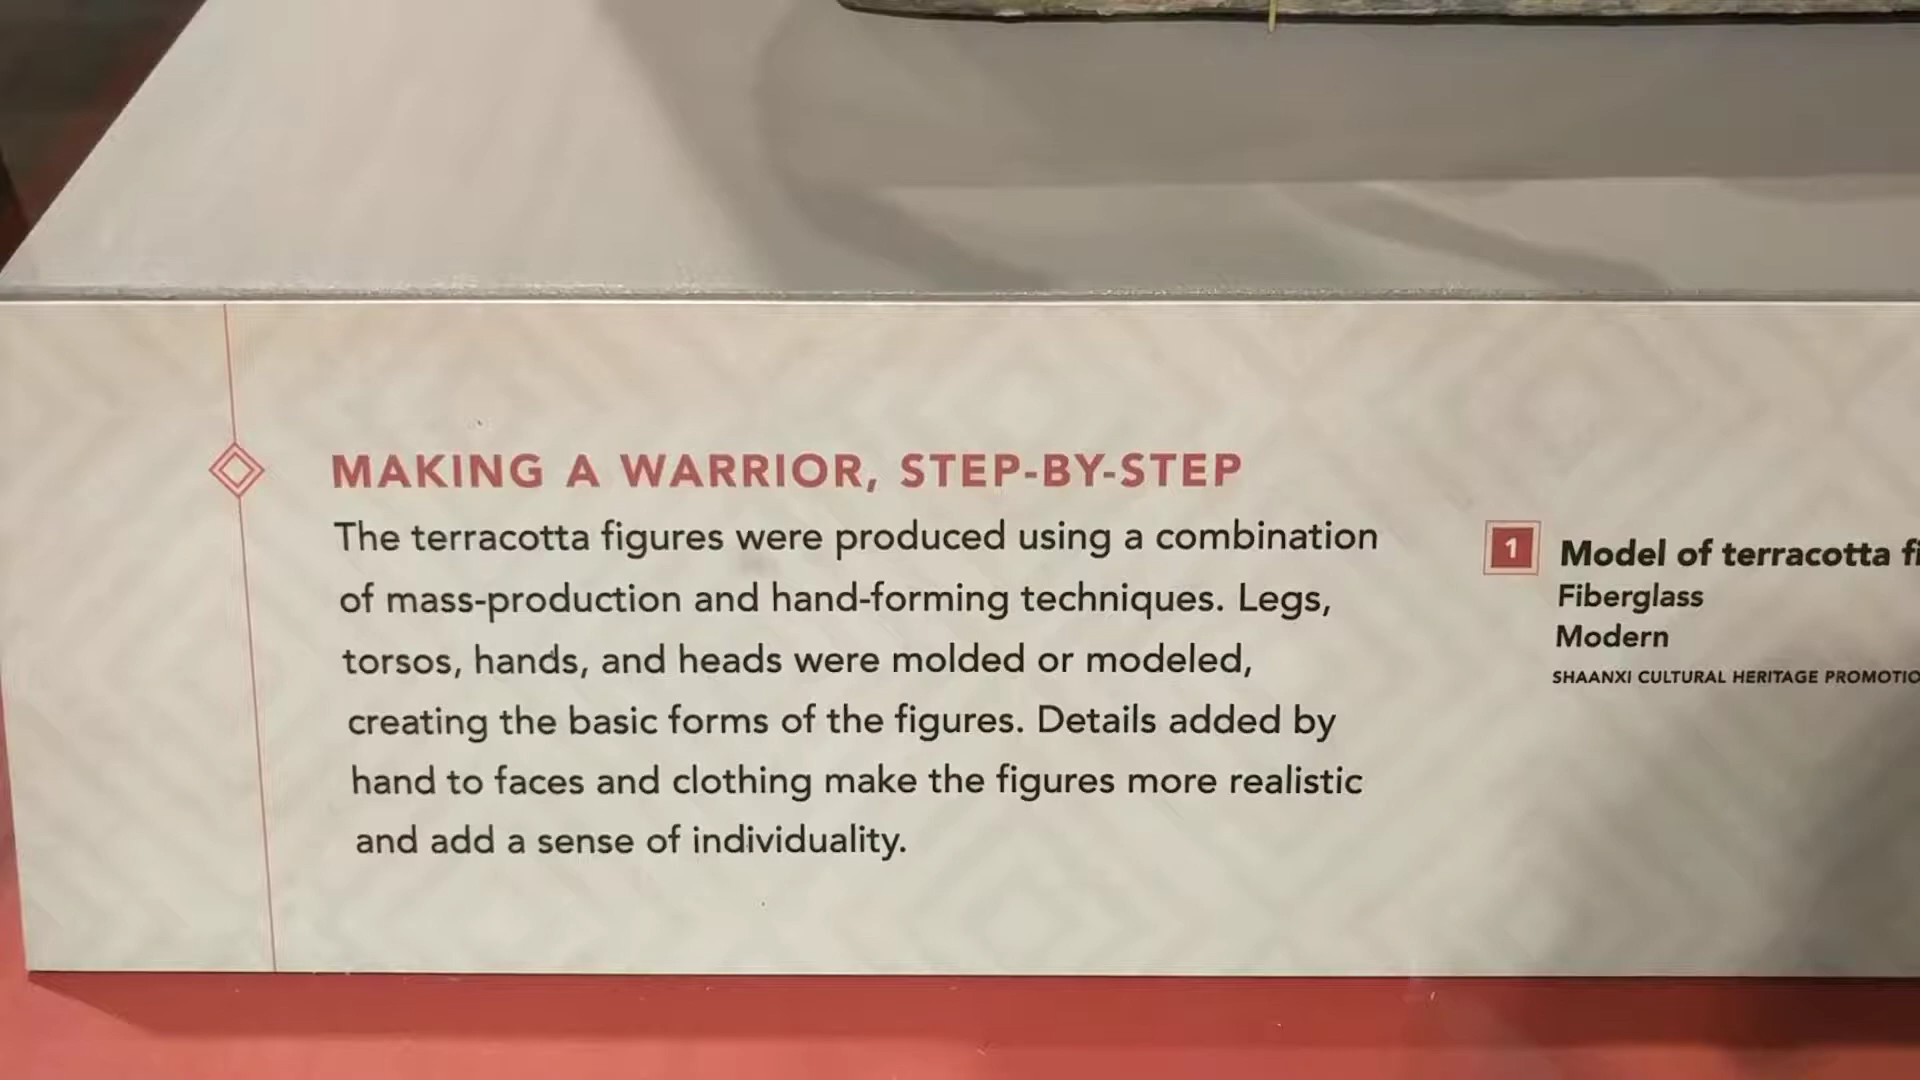 MAKING A WARRIOR, STEP-BY-STEP
The terracotta figures were produced using a combination
of mass-production and hand-forming techniques. Legs,
torsos, hands, and heads were molded or modeled,
creating the basic forms of the figures. Details added by
hand to faces and clothing make the figures more realistic
and add a sense of individuality.
1
Model of terracotta
Fiberglass
Modern
SHAANXI CULTURAL HERITAGE